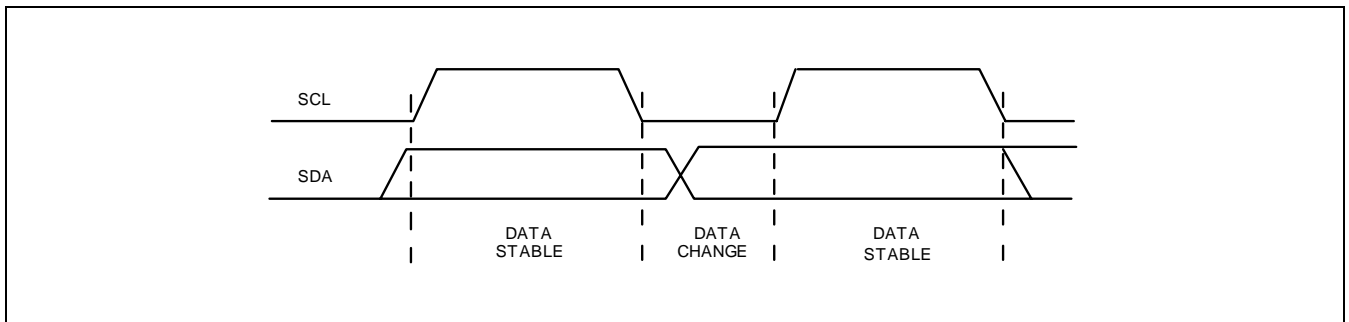 SCL
SDA
DATA
STABLE
DATA
CHANGE
DATA
STABLE